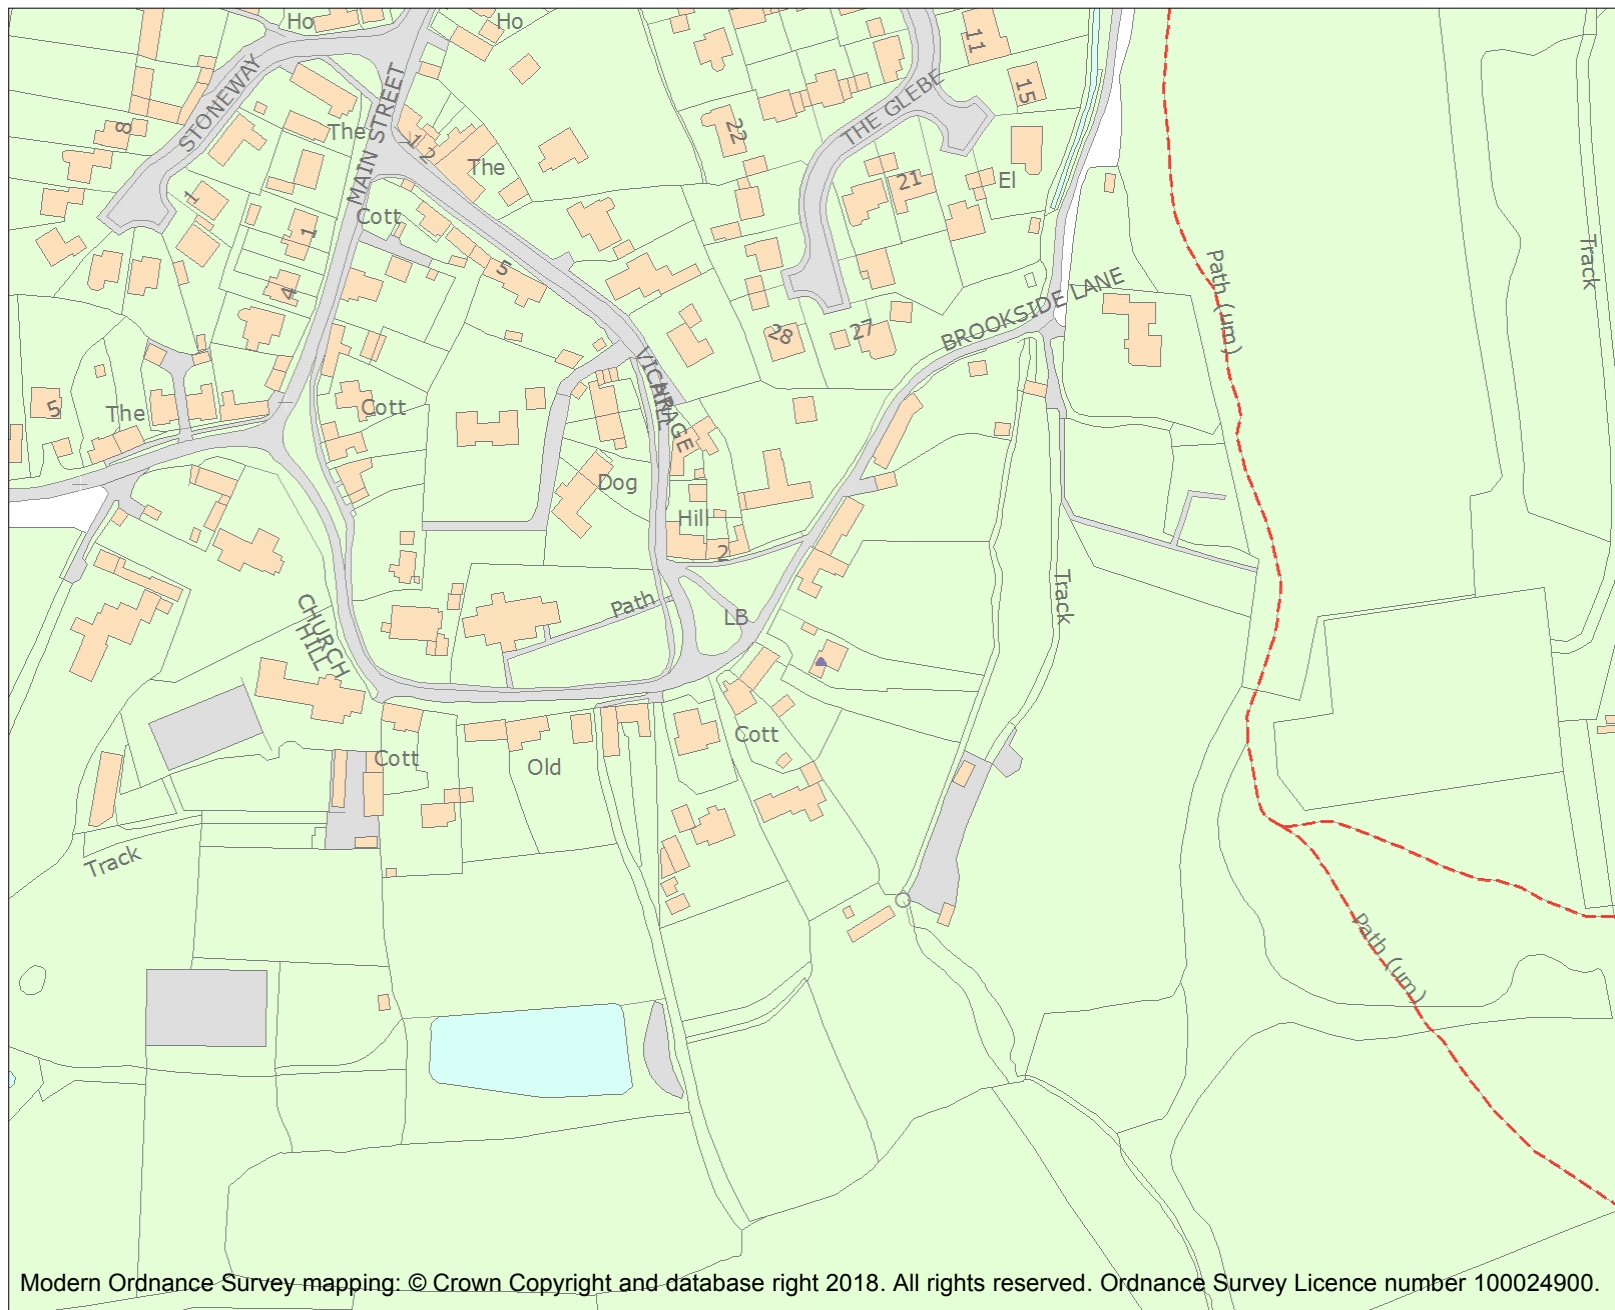 Ho
Ho
STONEWAY
MAIN STREET
11
15
8
The
1 2
The
22
THE GLEBE
El
21
1
Cott
1
5
4
Track
Path (um)
BROOKSIDE LANE
28
27
VICARAGE
HILL
5
The
Cott
Dog
Hill
2
Path
LB
Track
CHURCH
HILL
Cott
Cott
Old
Track
Path (um)
Modern Ordnance Survey mapping: © Crown Copyright and database right 2018. All rights reserved. Ordnance Survey Licence number 100024900.